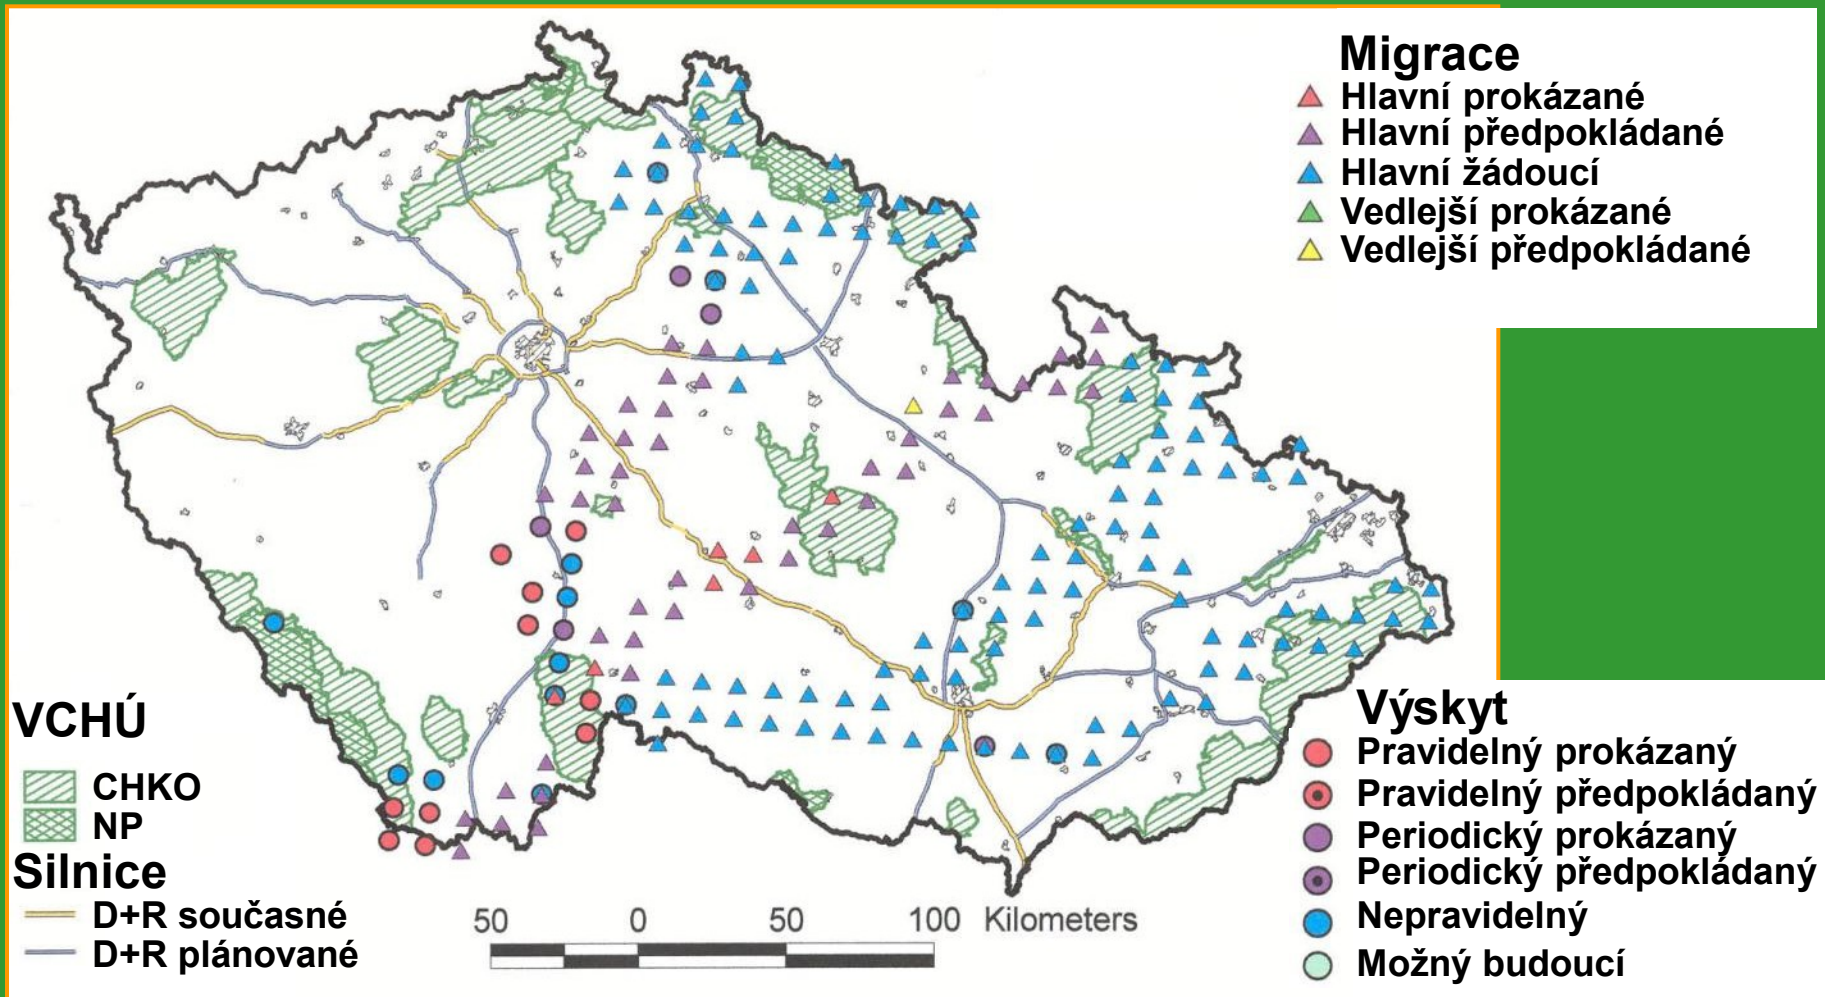 Migrace
Hlavní prokázané
Hlavní předpokládané
Hlavní žádoucí
Vedlejší prokázané
Vedlejší předpokládané
VCHÚ
CHKO
NP
Silnice
D+R současné
D+R plánované
50 0 50 100 Kilometers
Výskyt
Pravidelný prokázaný
Pravidelný předpokládaný
Periodický prokázaný
Periodický předpokládaný
Nepravidelný
Možný budoucí